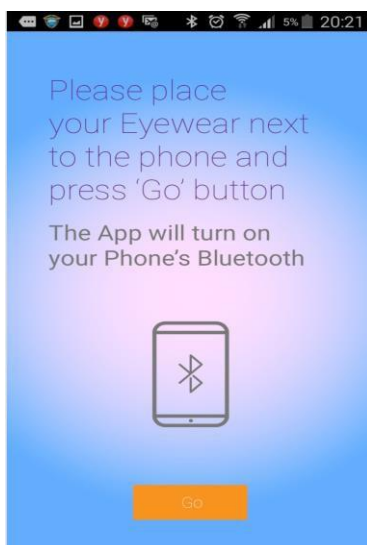 5% 20:21
Please place
your Eyewear next
to the phone and
press ‘Go’ button
The App will turn on
your Phone's Bluetooth
Go